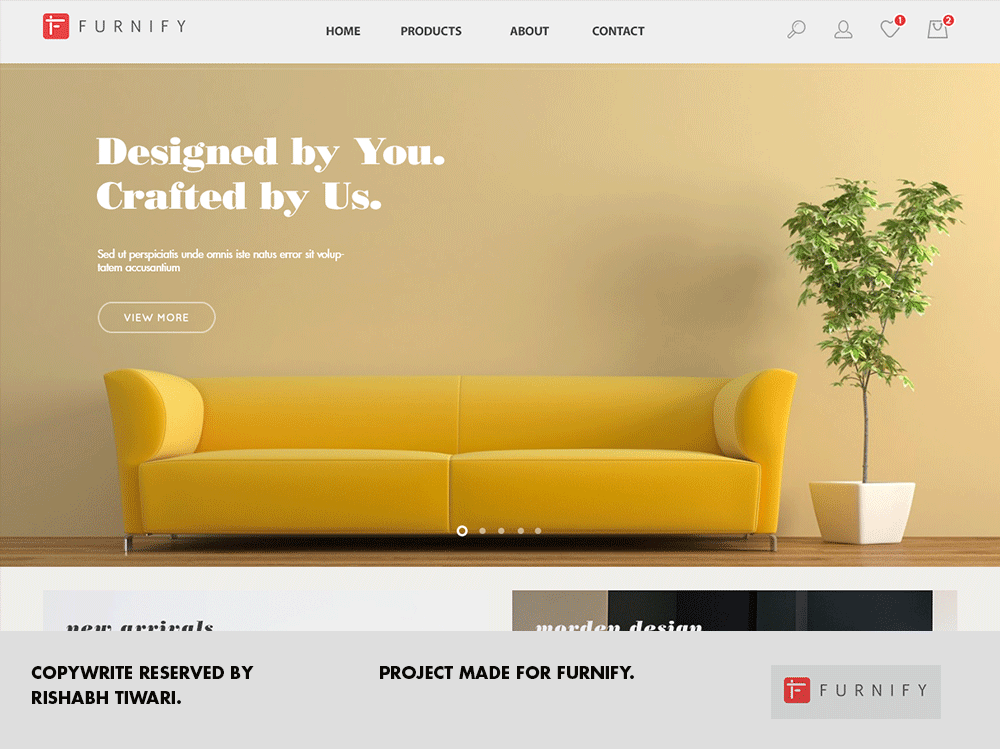 FURNIFY
HOME PRODUCTS ABOUT CONTACT
1 2
Designed by You.
Crafted by Us.
Sed ut perspiciatis unde omnis iste natus error sit volup-
tatem accusantium
VIEW MORE
new arrivals
morden design
COPYWRITE RESERVED BY
RISHABH TIWARI.
PROJECT MADE FOR FURNIFY.
FURNIFY